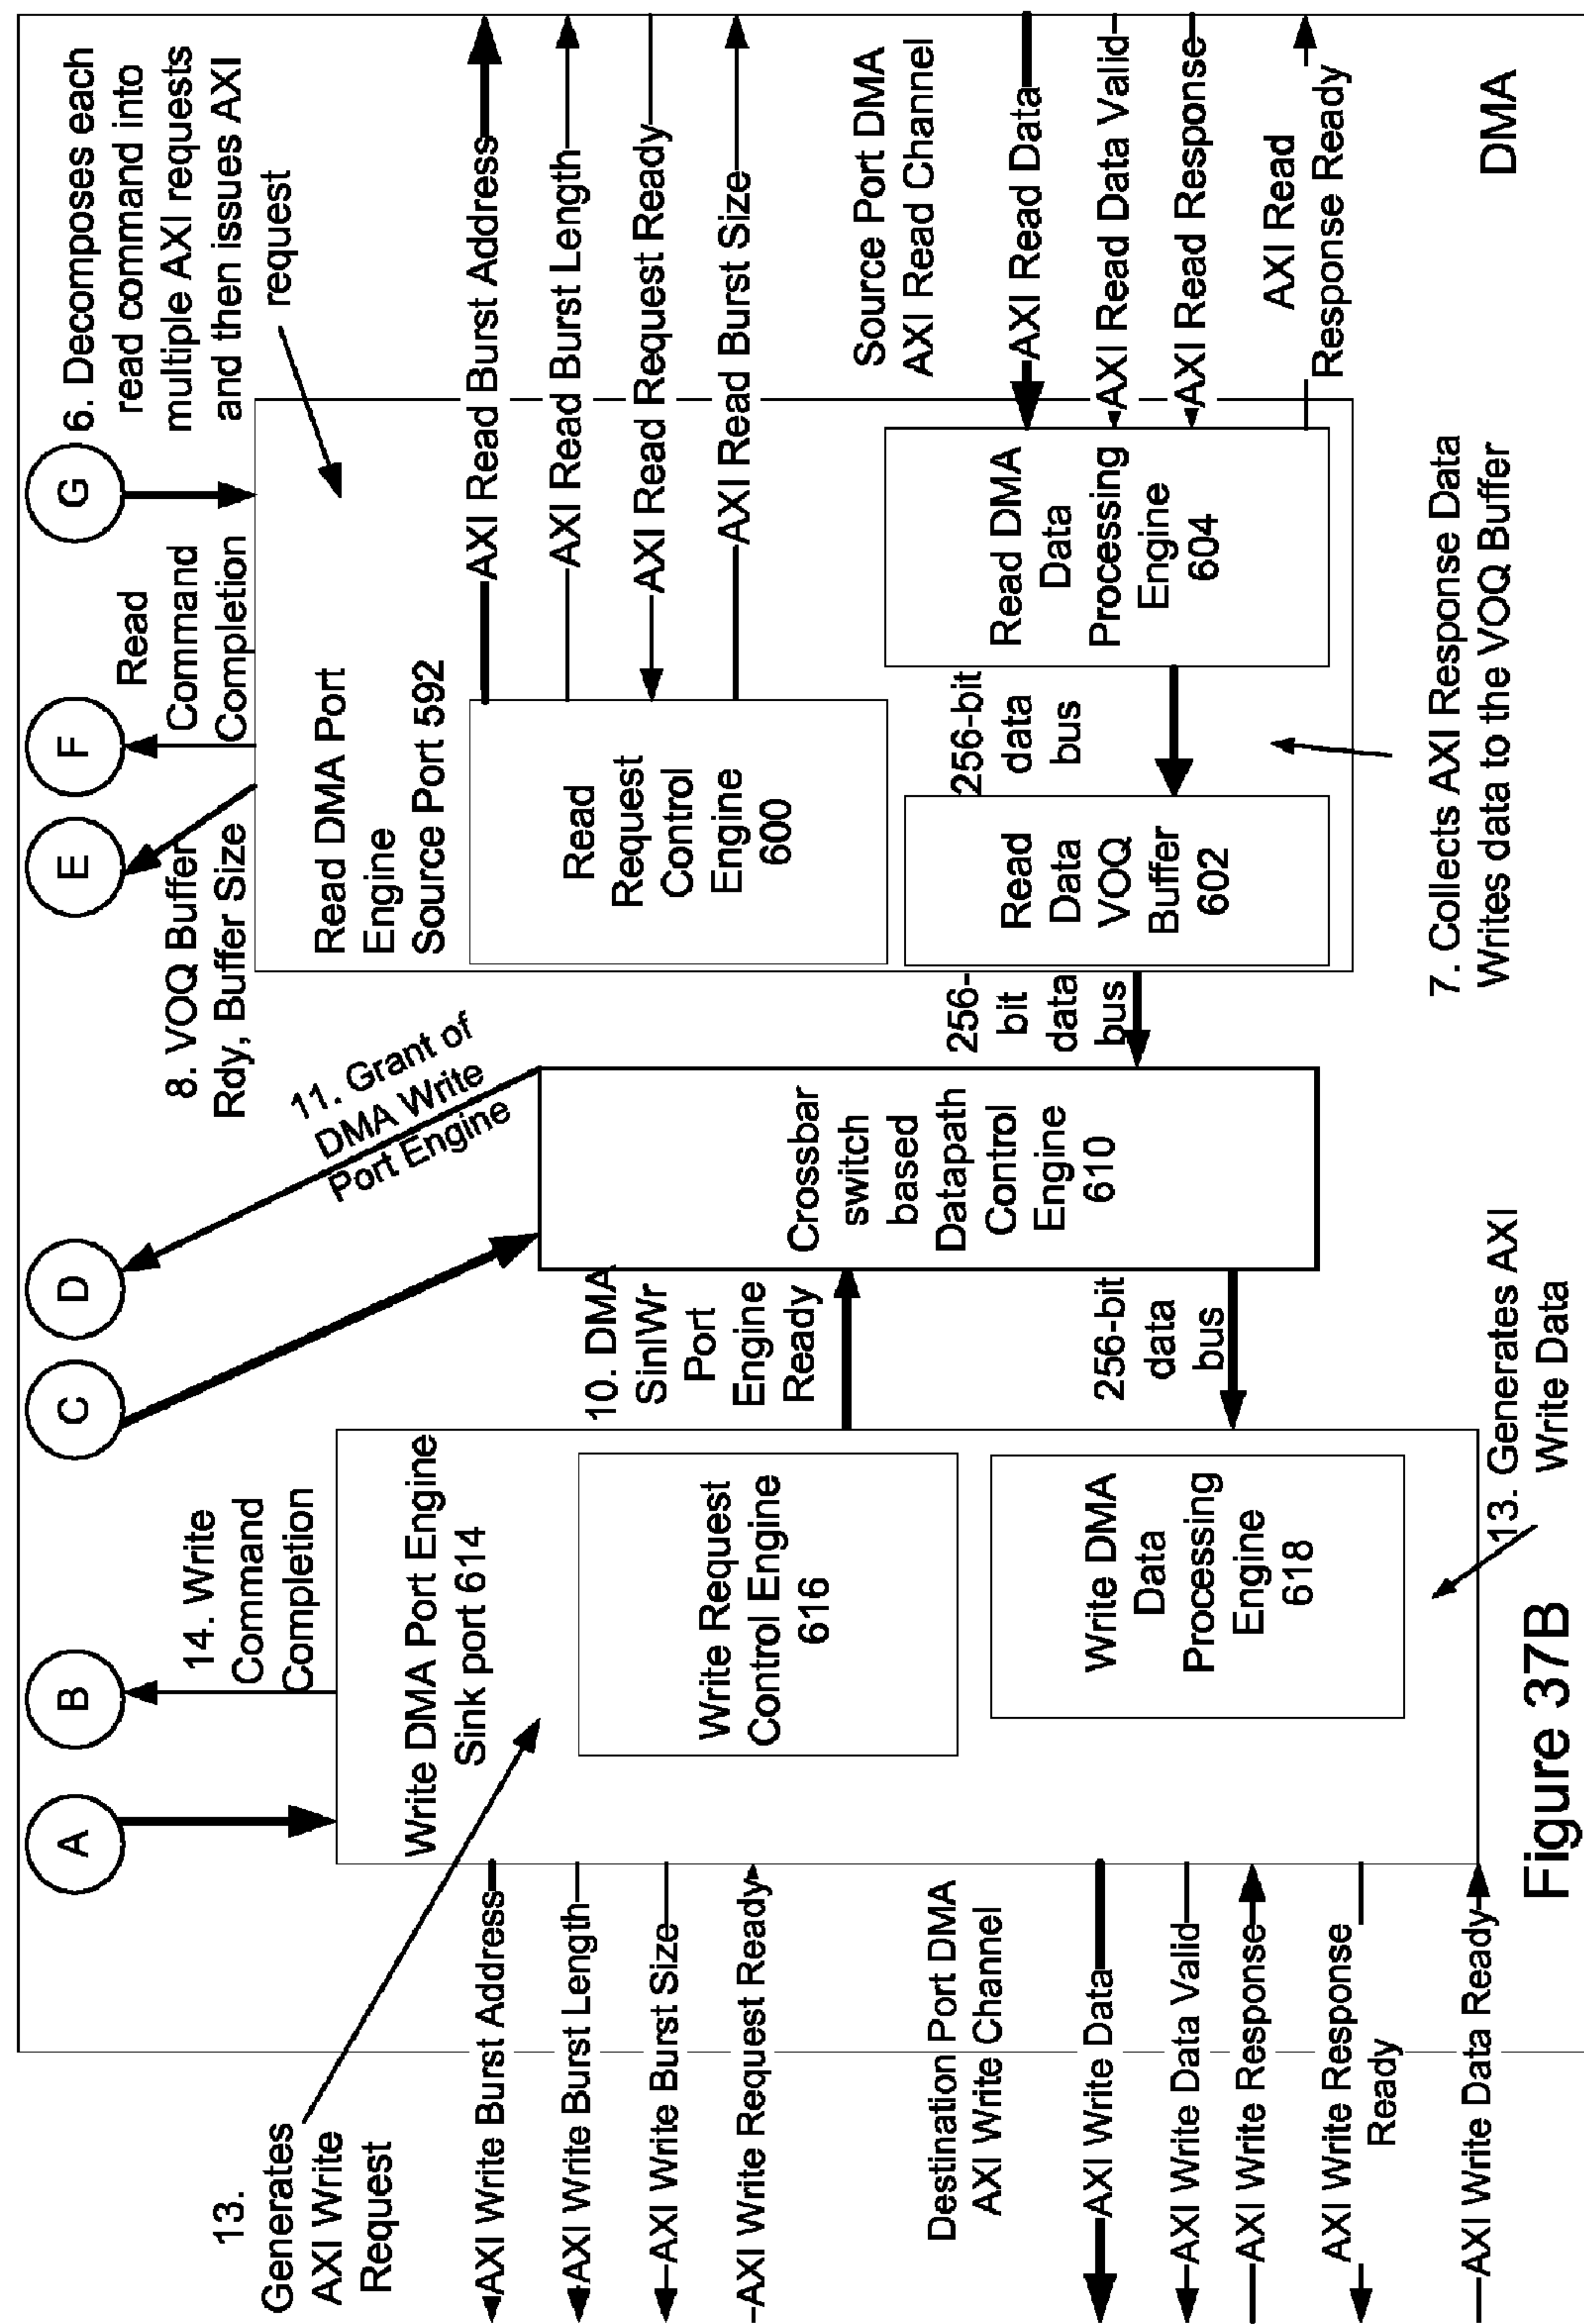 A
B
14. Write
Command
Completion
C
D
11. Grant of
DMA Write
Port Engine
E
8. VOQ Buffer
Rdy, Buffer Size
F
Read
Command
Completion
G
6. Decomposes each
read command into
multiple AXI requests
and then issues AXI
request
13.
Generates
AXI Write
Request
Write DMA Port Engine
Sink port 614
Write Request
Control Engine
616
Write DMA
Data
Processing
Engine
618
AXI Write Burst Address
AXI Write Burst Length
AXI Write Burst Size
AXI Write Request Ready
Destination Port DMA
AXI Write Channel
AXI Write Data
AXI Write Data Valid
AXI Write Response
AXI Write Response
Ready
AXI Write Data Ready
10. DMA
SinlWr
Port
Engine
Ready
256-bit
data
bus
Crossbar
switch
based
Datapath
Control
Engine
610
256-
bit
data
bus
Read DMA Port
Engine
Source Port 592
Read
Request
Control
Engine
600
Read
Data
VOQ
Buffer
602
256-bit
data
bus
Read DMA
Data
Processing
Engine
604
AXI Read Burst Address
AXI Read Burst Length
AXI Read Request Ready
AXI Read Burst Size
Source Port DMA
AXI Read Channel
AXI Read Data
AXI Read Data Valid
AXI Read Response
AXI Read
Response Ready
13. Generates AXI
Write Data
7. Collects AXI Response Data
Writes data to the VOQ Buffer
DMA
Figure 37B